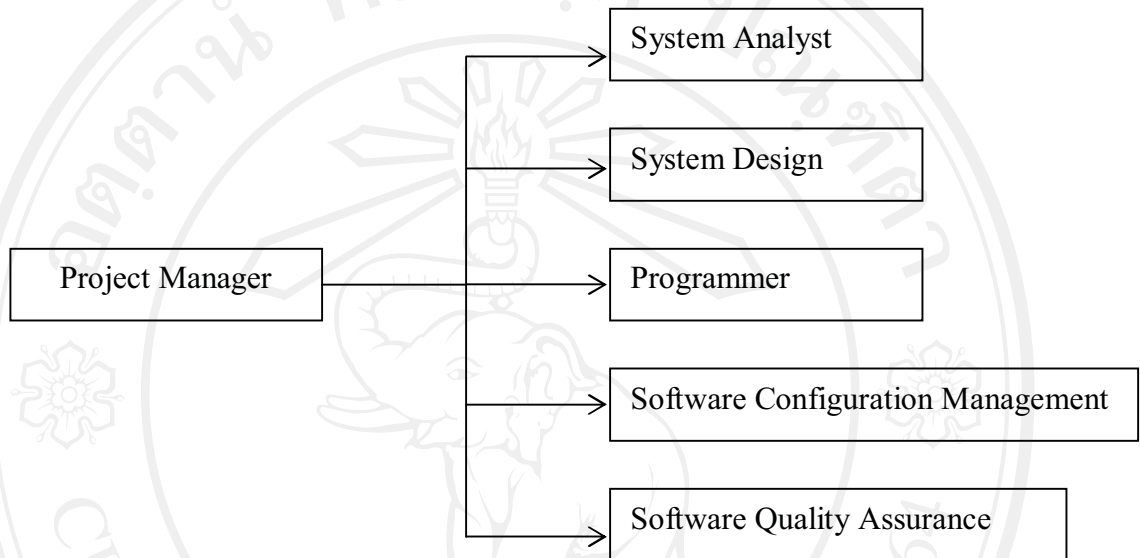 System Analyst
System Design
Project Manager
Programmer
Software Configuration Management
Software Quality Assurance